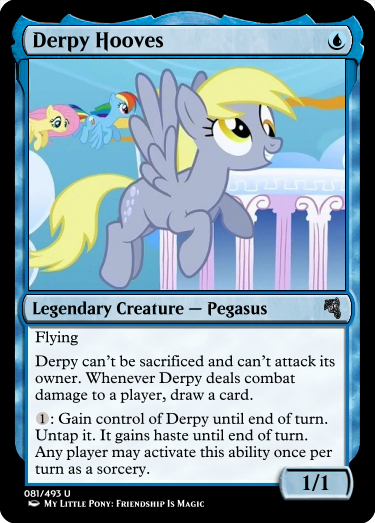 Derpy Hooves
Legendary Creature — Pegasus
Flying
Derpy can't be sacrificed and can't attack its
owner. Whenever Derpy deals combat
damage to a player, draw a card.
1: Gain control of Derpy until end of turn.
Untap it. It gains haste until end of turn.
Any player may activate this ability once per
turn as a sorcery.
1/1
081/493 U
My Little Pony: Friendship Is Magic